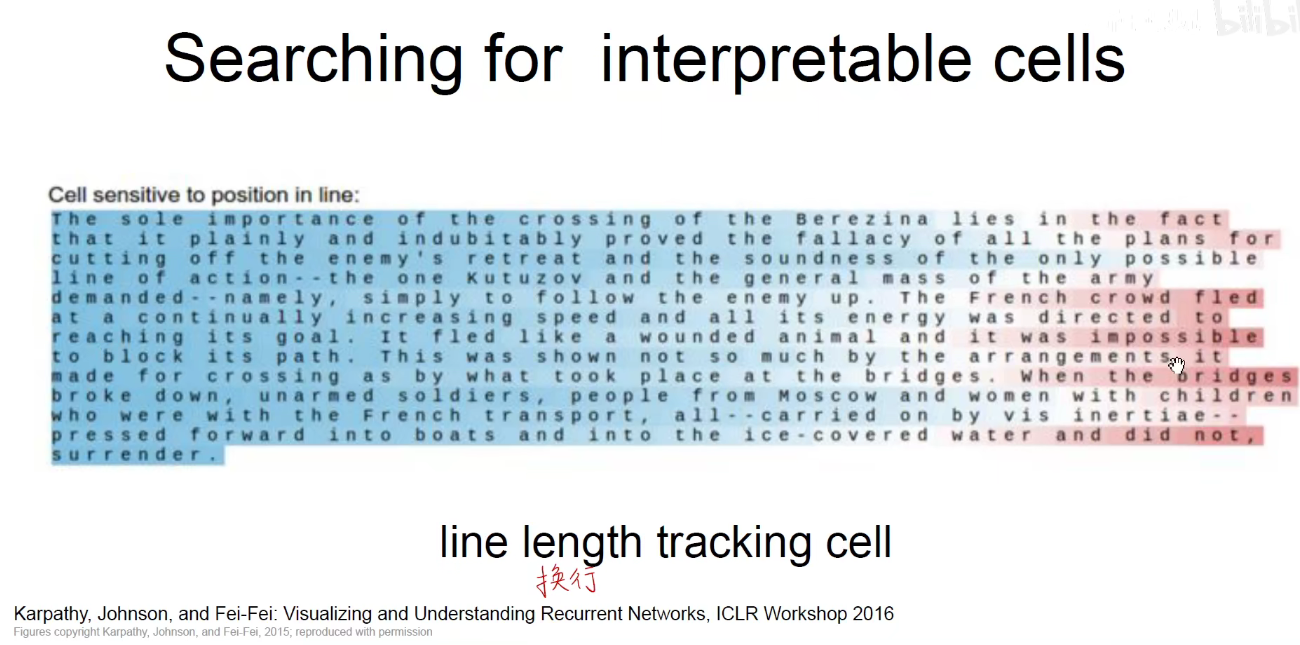 Searching for interpretable cells
Cell sensitive to position in line:
The sole importance of the crossing of the Berezina lies in the fact
that it plainly and indubitably proved the fallacy of all the plans for
cutting off the enemy's retreat and the soundness of the only possible
line of action--the one Kutuzov and the general mass of the army
demanded--namely, simply to follow the enemy up. The French crowd fled
at a continually increasing speed and all its energy was directed to
reaching its goal. It fled like a wounded animal and it was impossible
to block its path. This was shown not so much by the arrangements it
made for crossing as by what took place at the bridges. When the bridges
broke down, unarmed soldiers, people from Moscow and women with children
who were with the French transport, all--carried on by vis inertiae--
pressed forward into boats and into the ice-covered water and did not,
surrender.
line length tracking cell
换行
Karpathy, Johnson, and Fei-Fei: Visualizing and Understanding Recurrent Networks, ICLR Workshop 2016
Figures copyright Karpathy, Johnson, and Fei-Fei, 2015; reproduced with permission